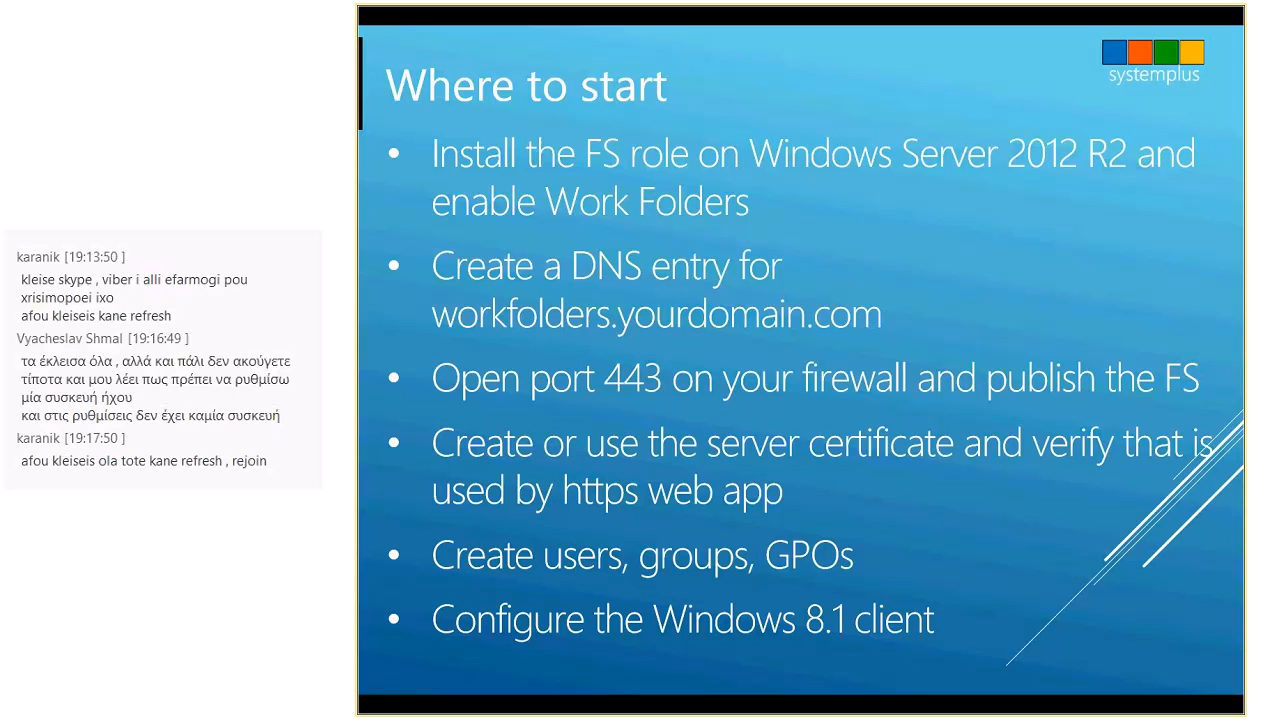 karanik [19:13:50 ]
kleise skype , viber i alli efarmogi pou
xrisimopoei ixo
afou kleiseis kane refresh
Vyacheslav Shmal [19:16:49 ]
τα έκλεισα όλα , αλλά και πάλι δεν ακούγετε
τίποτα και μου λέει πως πρέπει να ρυθμίσω
μία συσκευή ήχου
και στις ρυθμίσεις δεν έχει καμία συσκευή
karanik [19:17:50 ]
afou kleiseis ola tote kane refresh , rejoin
systemplus
Where to start
• Install the FS role on Windows Server 2012 R2 and
enable Work Folders
• Create a DNS entry for
workfolders.yourdomain.com
• Open port 443 on your firewall and publish the FS
• Create or use the server certificate and verify that is
used by https web app
• Create users, groups, GPOs
• Configure the Windows 8.1 client